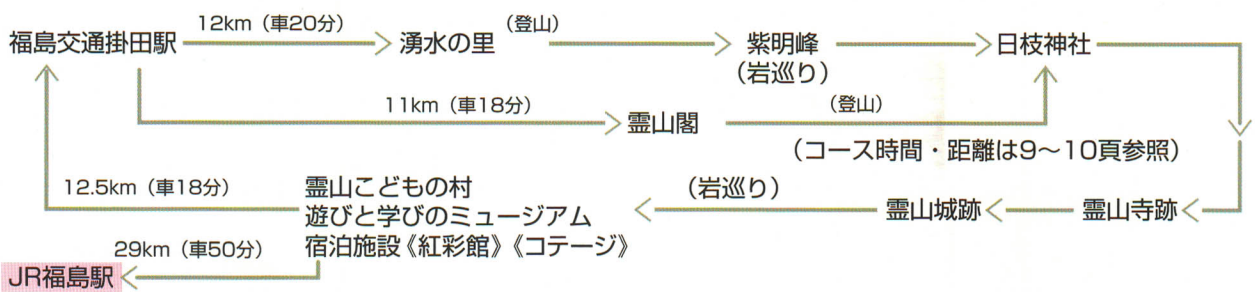 12km（車20分）
（登山）
福島交通掛田駅
湧水の里
紫明峰
（岩巡り）
日枝神社
11km（車18分）
（登山）
霊山閣
（コース時間・距離は9〜10頁参照）
12.5km（車18分）
霊山こどもの村
遊びと学びのミュージアム
宿泊施設《紅彩館》《コテージ》
（岩巡り）
霊山城跡
霊山寺跡
29km（車50分）
JR福島駅